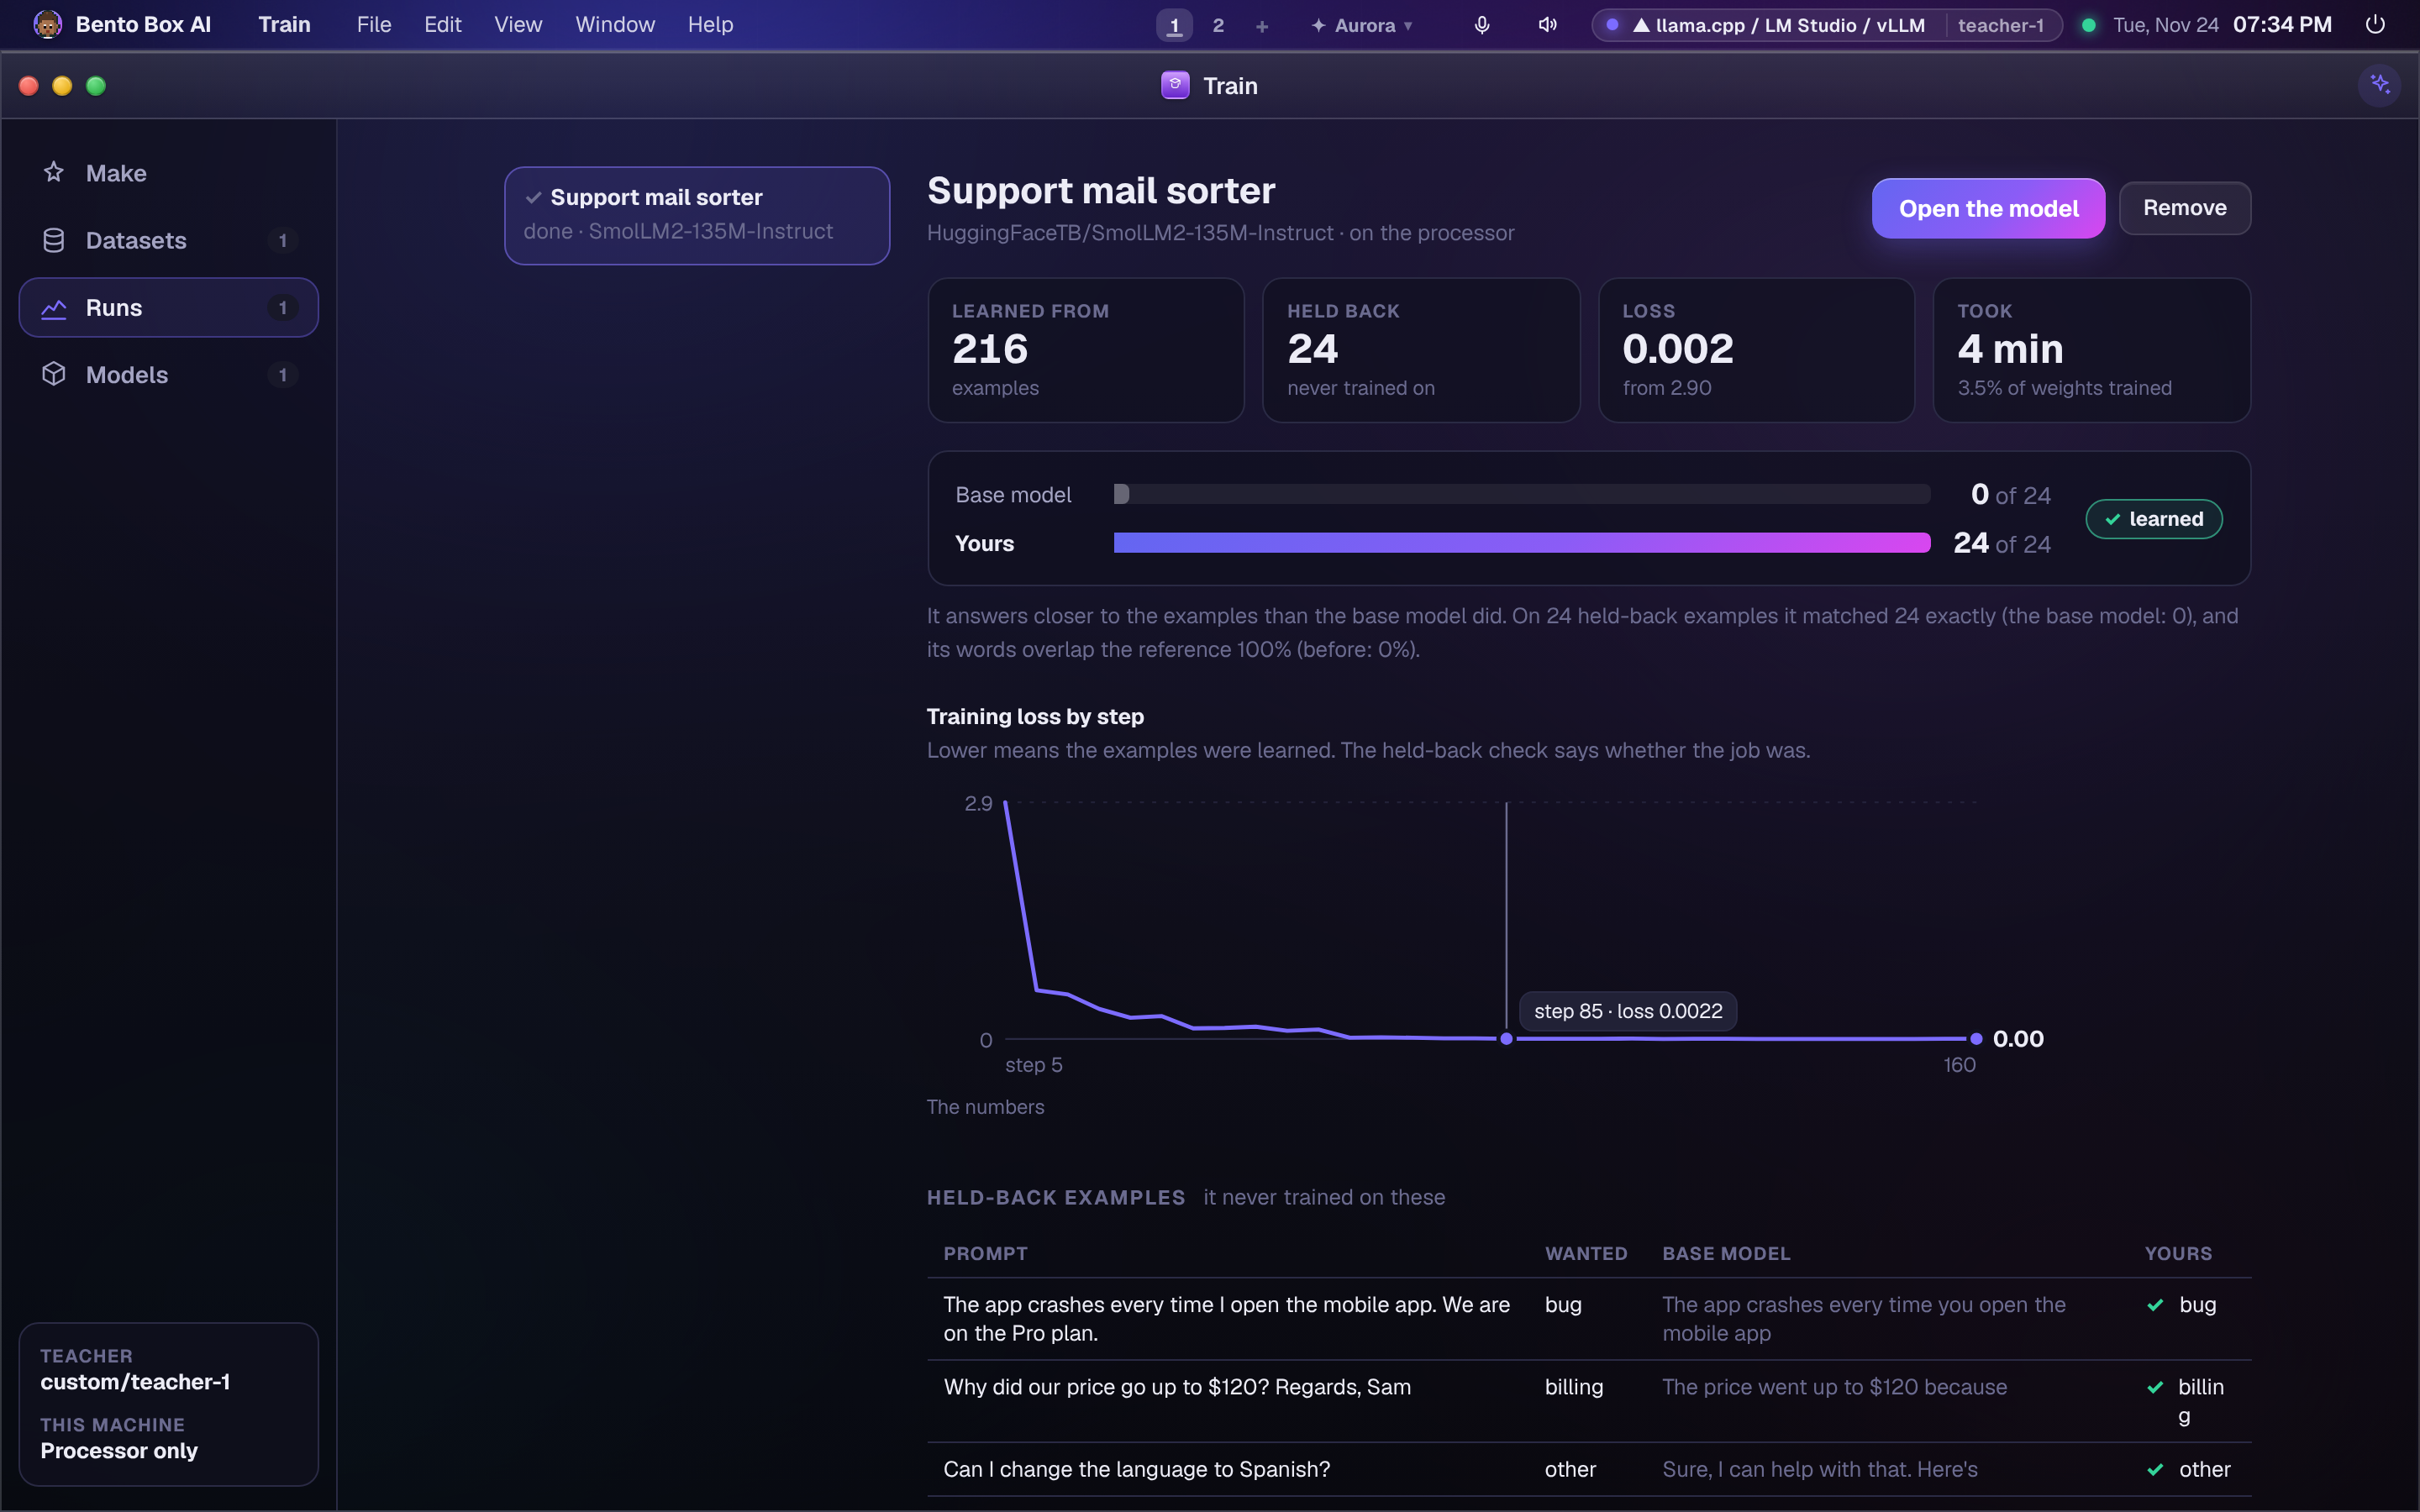 Bento Box AI Train File Edit View Window Help 1 2 + Aurora llama.cpp / LM Studio / vLLM teacher-1 Tue, Nov 24 07:34 PM
Train
Make
Datasets 1
Runs 1
Models 1
TEACHER
custom/teacher-1
THIS MACHINE
Processor only
Support mail sorter
done · SmolLM2-135M-Instruct
Support mail sorter
HuggingFaceTB/SmolLM2-135M-Instruct · on the processor
Open the model
Remove
LEARNED FROM
216
examples
HELD BACK
24
never trained on
LOSS
0.002
from 2.90
TOOK
4 min
3.5% of weights trained
Base model 0 of 24
Yours 24 of 24
learned
It answers closer to the examples than the base model did. On 24 held-back examples it matched 24 exactly (the base model: 0), and
its words overlap the reference 100% (before: 0%).
Training loss by step
Lower means the examples were learned. The held-back check says whether the job was.
2.9
step 85 · loss 0.0022
0 0.00
step 5 160
The numbers
HELD-BACK EXAMPLES it never trained on these
PROMPT WANTED BASE MODEL YOURS
The app crashes every time I open the mobile app. We are bug The app crashes every time you open the bug
on the Pro plan. mobile app
Why did our price go up to $120? Regards, Sam billing The price went up to $120 because billin
g
Can I change the language to Spanish? other Sure, I can help with that. Here's other